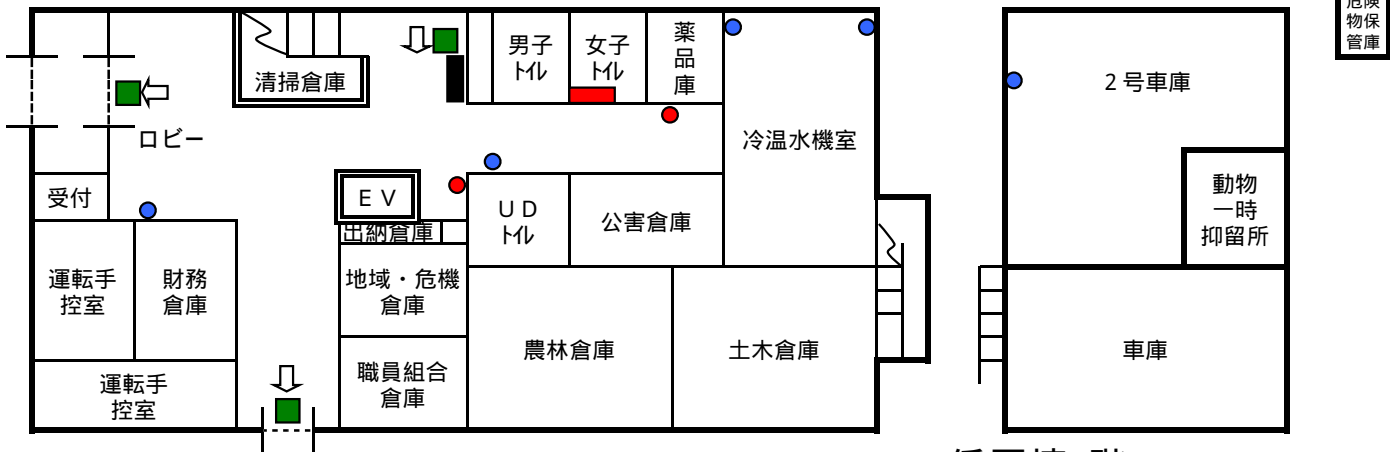 危険
物保
管庫
男子
ﾄｲﾚ
女子
ﾄｲﾚ
薬
品
庫
清掃倉庫
2号車庫
ロビー
冷温水機室
受付
ＥＶ
ＵＤ
ﾄｲﾚ
公害倉庫
動物
一時
抑留所
出納倉庫
運転手
控室
財務
倉庫
地域・危機
倉庫
農林倉庫
土木倉庫
車庫
運転手
控室
職員組合
倉庫